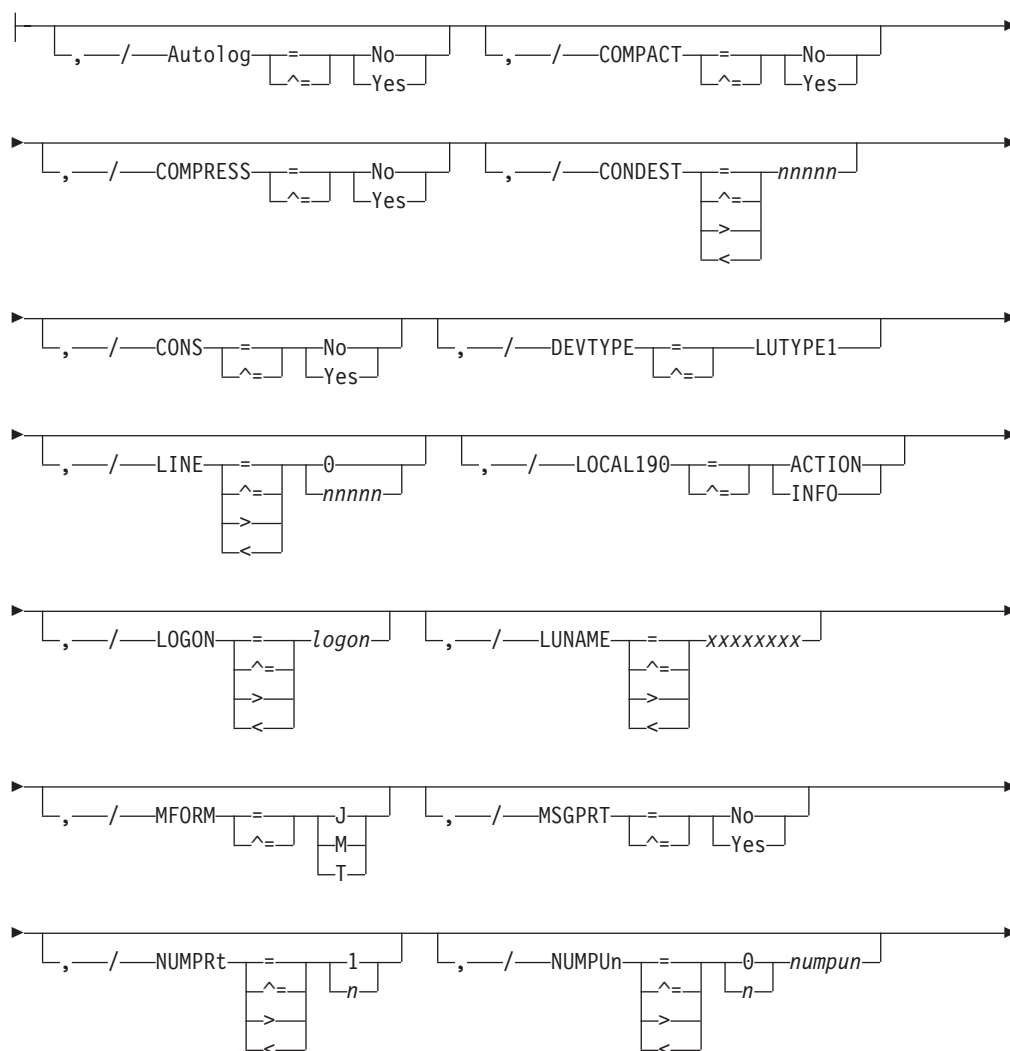 , / Autolog = No , / COMPACT = No
^= Yes ^= Yes
, / COMPRESS = No , / CONDEST = nnnnn
^= Yes ^=
>
<
, / CONS = No , / DEVTYPE = LUTYPE1
^= Yes ^=
, / LINE = 0 , / LOCAL190 = ACTION
^= nnnnn ^= INFO
>
<
, / LOGON = logon , / LUNAME = xxxxxxxx
^= ^=
> >
< <
, / MFORM = J , / MSGPRT = No
^= M ^= Yes
T
, / NUMPRt = 1 , / NUMPUn = 0 numpun
^= n ^= n
> >
< <